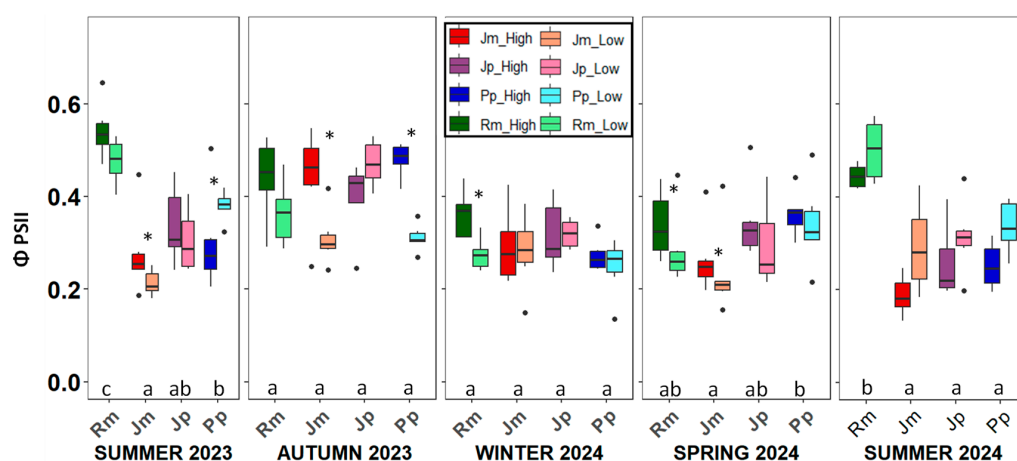 Φ PSII
0.6
0.4
0.2
0.0
Jm_High Jm_Low
Jp_High Jp_Low
Pp_High Pp_Low
Rm_High Rm_Low
* * * * * * *
c a ab b a a a a a a a a ab a ab b b a a a
Rm Jm Jp Pp Rm Jm Jp Pp Rm Jm Jp Pp Rm Jm Jp Pp Rm Jm Jp Pp
SUMMER 2023 AUTUMN 2023 WINTER 2024 SPRING 2024 SUMMER 2024